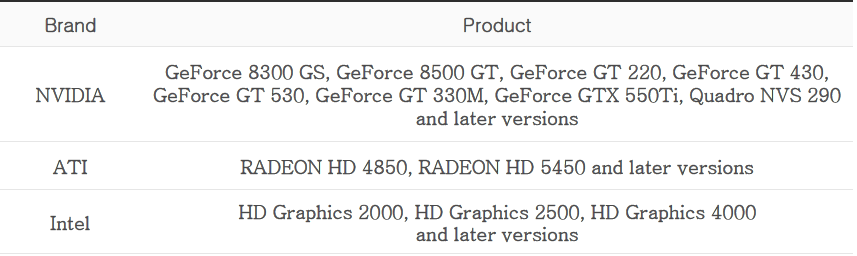 Brand Product
NVIDIA
GeForce 8300 GS, GeForce 8500 GT, GeForce GT 220, GeForce GT 430,
GeForce GT 530, GeForce GT 330M, GeForce GTX 550Ti, Quadro NVS 290
and later versions
ATI RADEON HD 4850, RADEON HD 5450 and later versions
Intel
HD Graphics 2000, HD Graphics 2500, HD Graphics 4000
and later versions